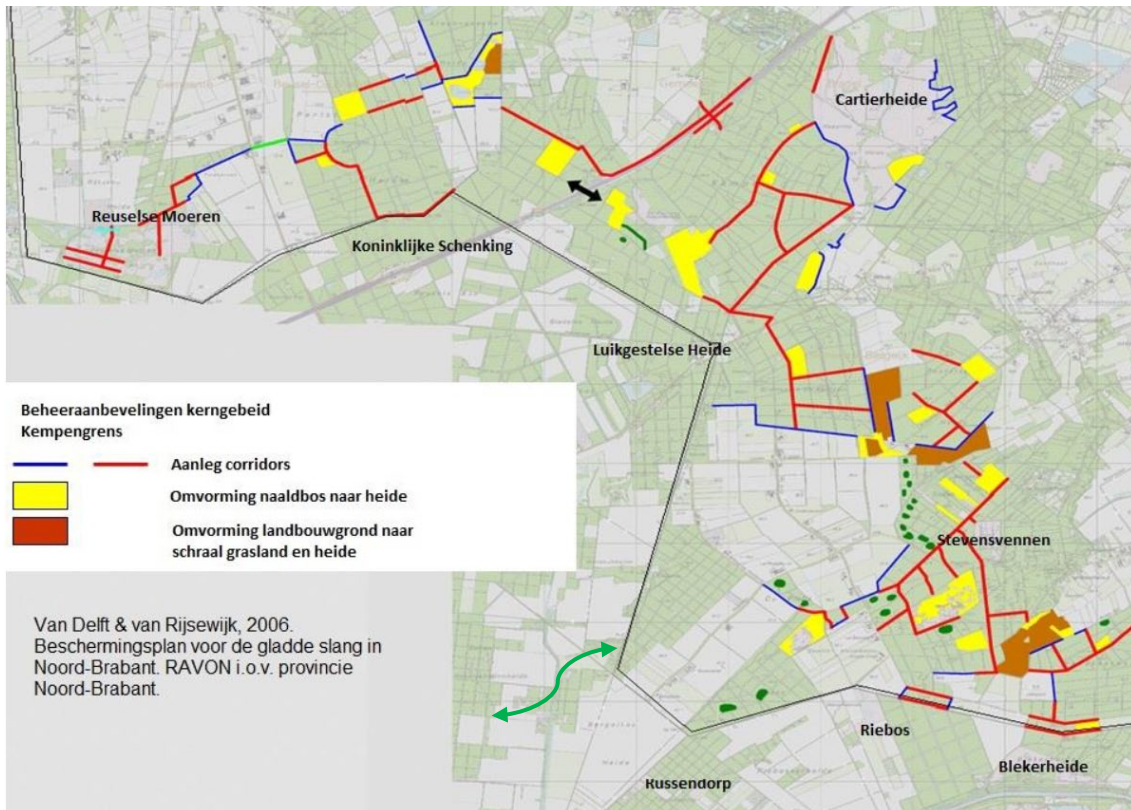 Cartierheide
Reuselse Moeren
Koninklijke Schenking
Luikgestelse Heide
Beheeraanbevelingen kerngebeid
Kempengrens
Aanleg corridors
Omvorming naaldbos naar heide
Omvorming landbouwgrond naar
schraal grasland en heide
Stevensvennen
Van Delft & van Rijsewijk, 2006.
Beschermingsplan voor de gladde slang in
Noord-Brabant. RAVON i.o.v. provincie
Noord-Brabant.
Riebos
Blekerheide
Russendorp